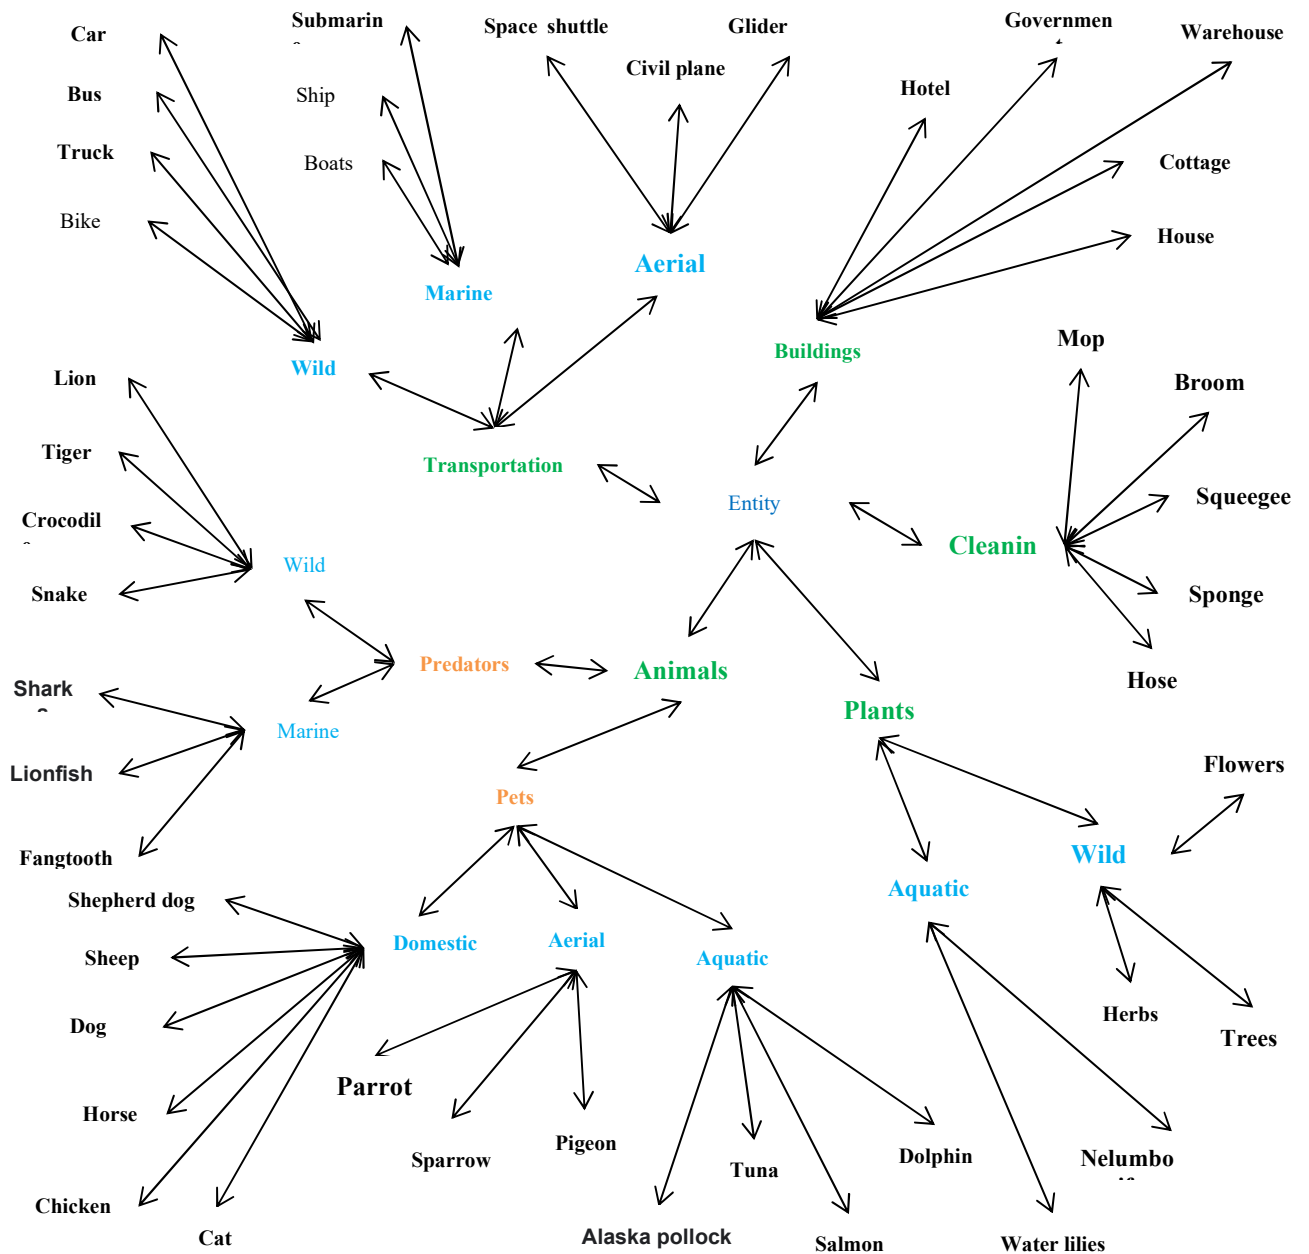 Submarin
Space shuttle
Glider
Governmen
Car
Warehouse
Civil plane
Bus
Ship
Hotel
Truck
Boats
Cottage
Bike
House
Aerial
Marine
Mop
Buildings
Wild
Lion
Broom
Tiger
Transportation
Squeegee
Entity
Crocodil
Cleanin
Wild
Snake
Sponge
Predators
Animals
Hose
Shark
Plants
Marine
Flowers
Lionfish
Pets
Wild
Fangtooth
Aquatic
Shepherd dog
Domestic
Aerial
Aquatic
Sheep
Herbs
Dog
Trees
Parrot
Horse
Pigeon
Dolphin
Nelumbo
Sparrow
Tuna
Chicken
Cat
Alaska pollock
Salmon
Water lilies